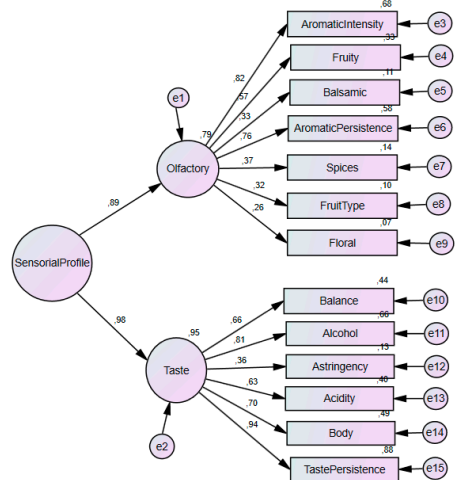 ,68
AromaticIntensity
e3
,33
Fruity
e4
,11
Balsamic
e5
,58
AromaticPersistence
e6
,14
Spices
e7
,10
FruitType
e8
,07
Floral
e9
e1
,79
Olfactory
,82
,57
,33
,76
,37
,32
,26
,89
SensorialProfile
,98
,95
Taste
e2
,66
,81
,36
,63
,70
,94
,44
Balance
e10
,66
Alcohol
e11
,13
Astringency
e12
,40
Acidity
e13
,49
Body
e14
,88
TastePersistence
e15